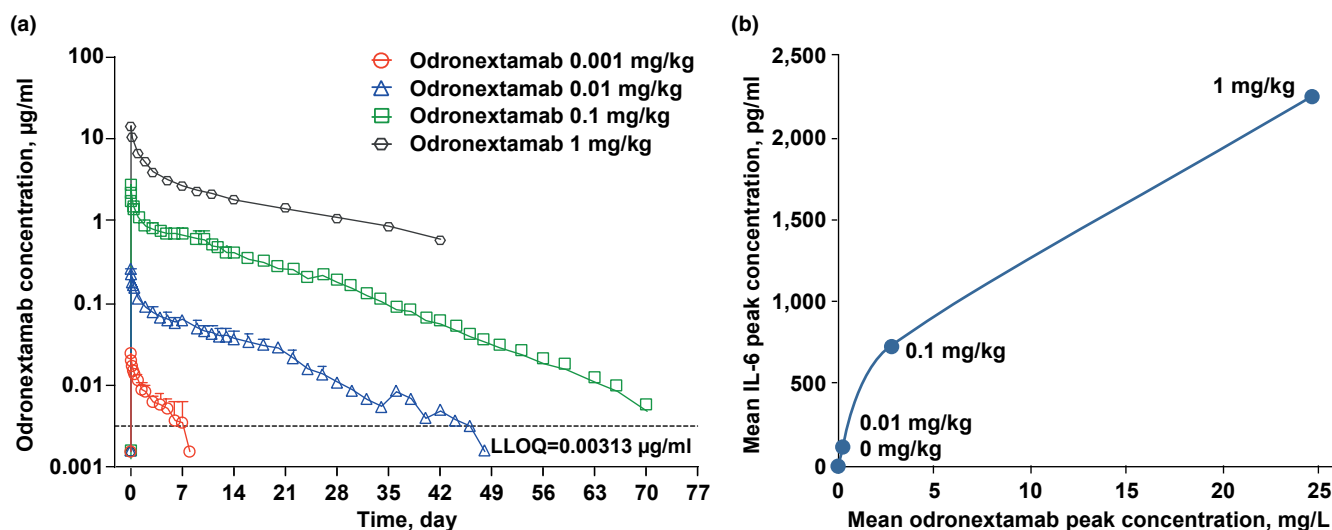 (a)
Odronextamab concentration, µg/ml
100
10
1
0.1
0.01
0.001
Odronextamab 0.001 mg/kg
Odronextamab 0.01 mg/kg
Odronextamab 0.1 mg/kg
Odronextamab 1 mg/kg
LLOQ=0.00313 µg/ml
0 7 14 21 28 35 42 49 56 63 70 77
Time, day
(b)
Mean IL-6 peak concentration, pg/ml
2,500
2,000
1,500
1,000
500
0
1 mg/kg
0.1 mg/kg
0.01 mg/kg
0 mg/kg
0 5 10 15 20 25
Mean odronextamab peak concentration, mg/L